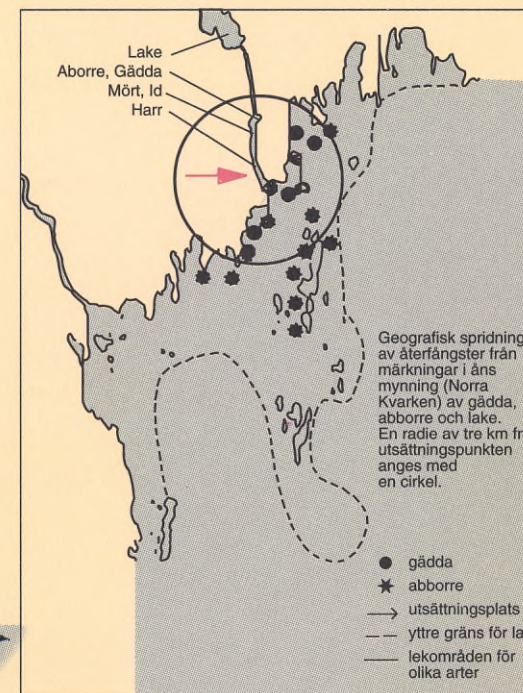 Lake
Aborre, Gädda
Mört, Id
Harr
Geografisk spridning
av återfångster från
märkningar i åns
mynning (Norra
Kvarken) av gädda,
abborre och lake.
En radie av tre km
utsättningspunkten
anges med
en cirkel.
gädda
abborre
utsättningsplats
yttre gräns för
lekområden för
olika arter